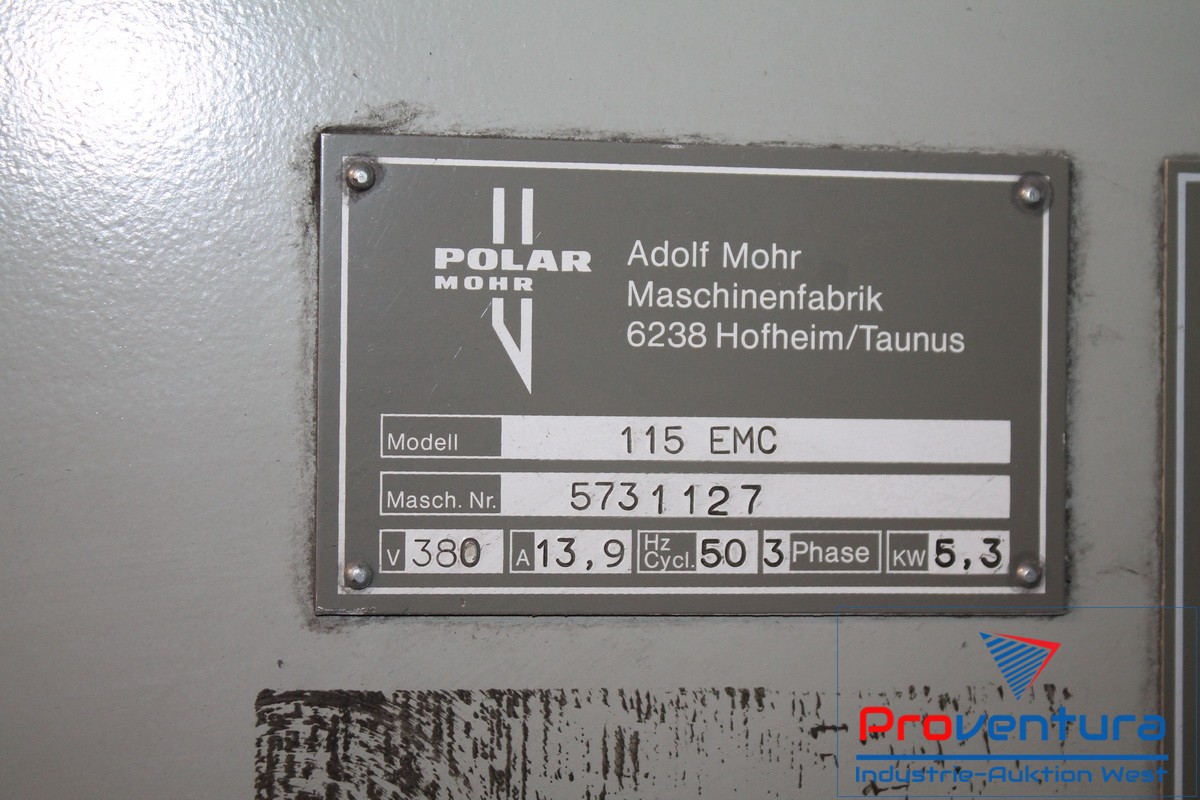 POLAR
MOHR
Adolf Mohr
Maschinenfabrik
6238 Hofheim/Taunus
Modell 115 EMC
Masch. Nr. 5731127
V 380 A 13,9 Hz Cycl. 50 3 Phase KW 5,3
Proventura
Industrie-Auktion West